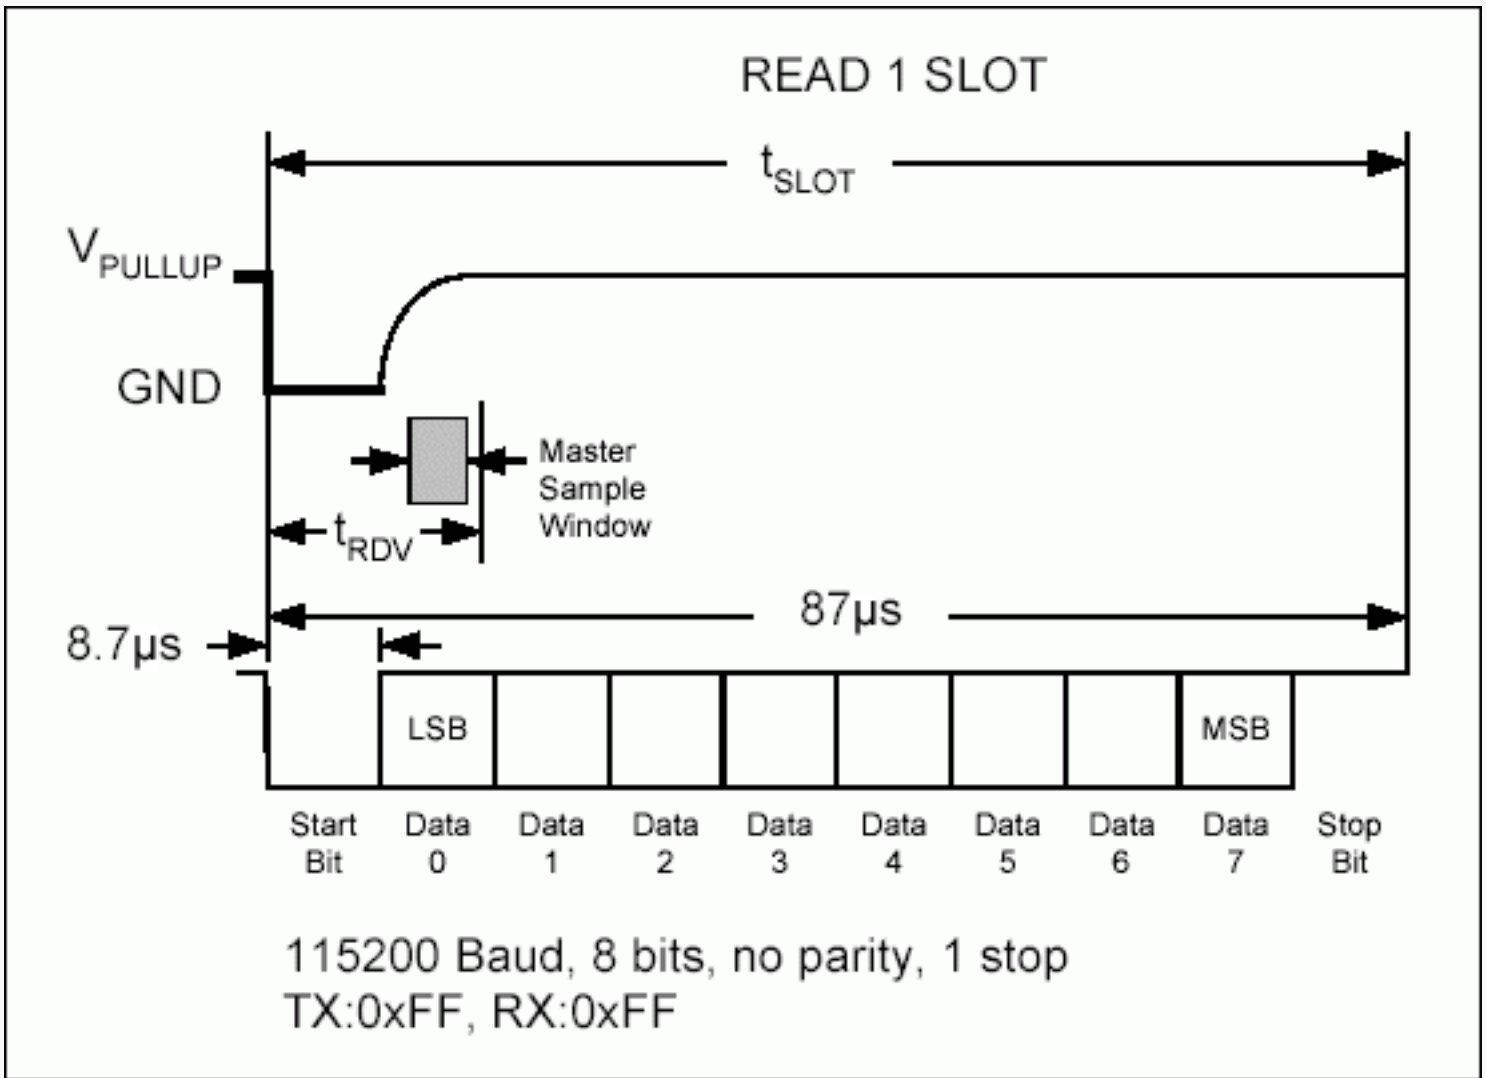 READ 1 SLOT
tSLOT
VPULLUP
GND
Master
Sample
Window
tRDV
87µs
8.7µs
LSB
MSB
Start Data Data Data Data Data Data Data Data Stop
Bit 0 1 2 3 4 5 6 7 Bit
115200 Baud, 8 bits, no parity, 1 stop
TX:0xFF, RX:0xFF